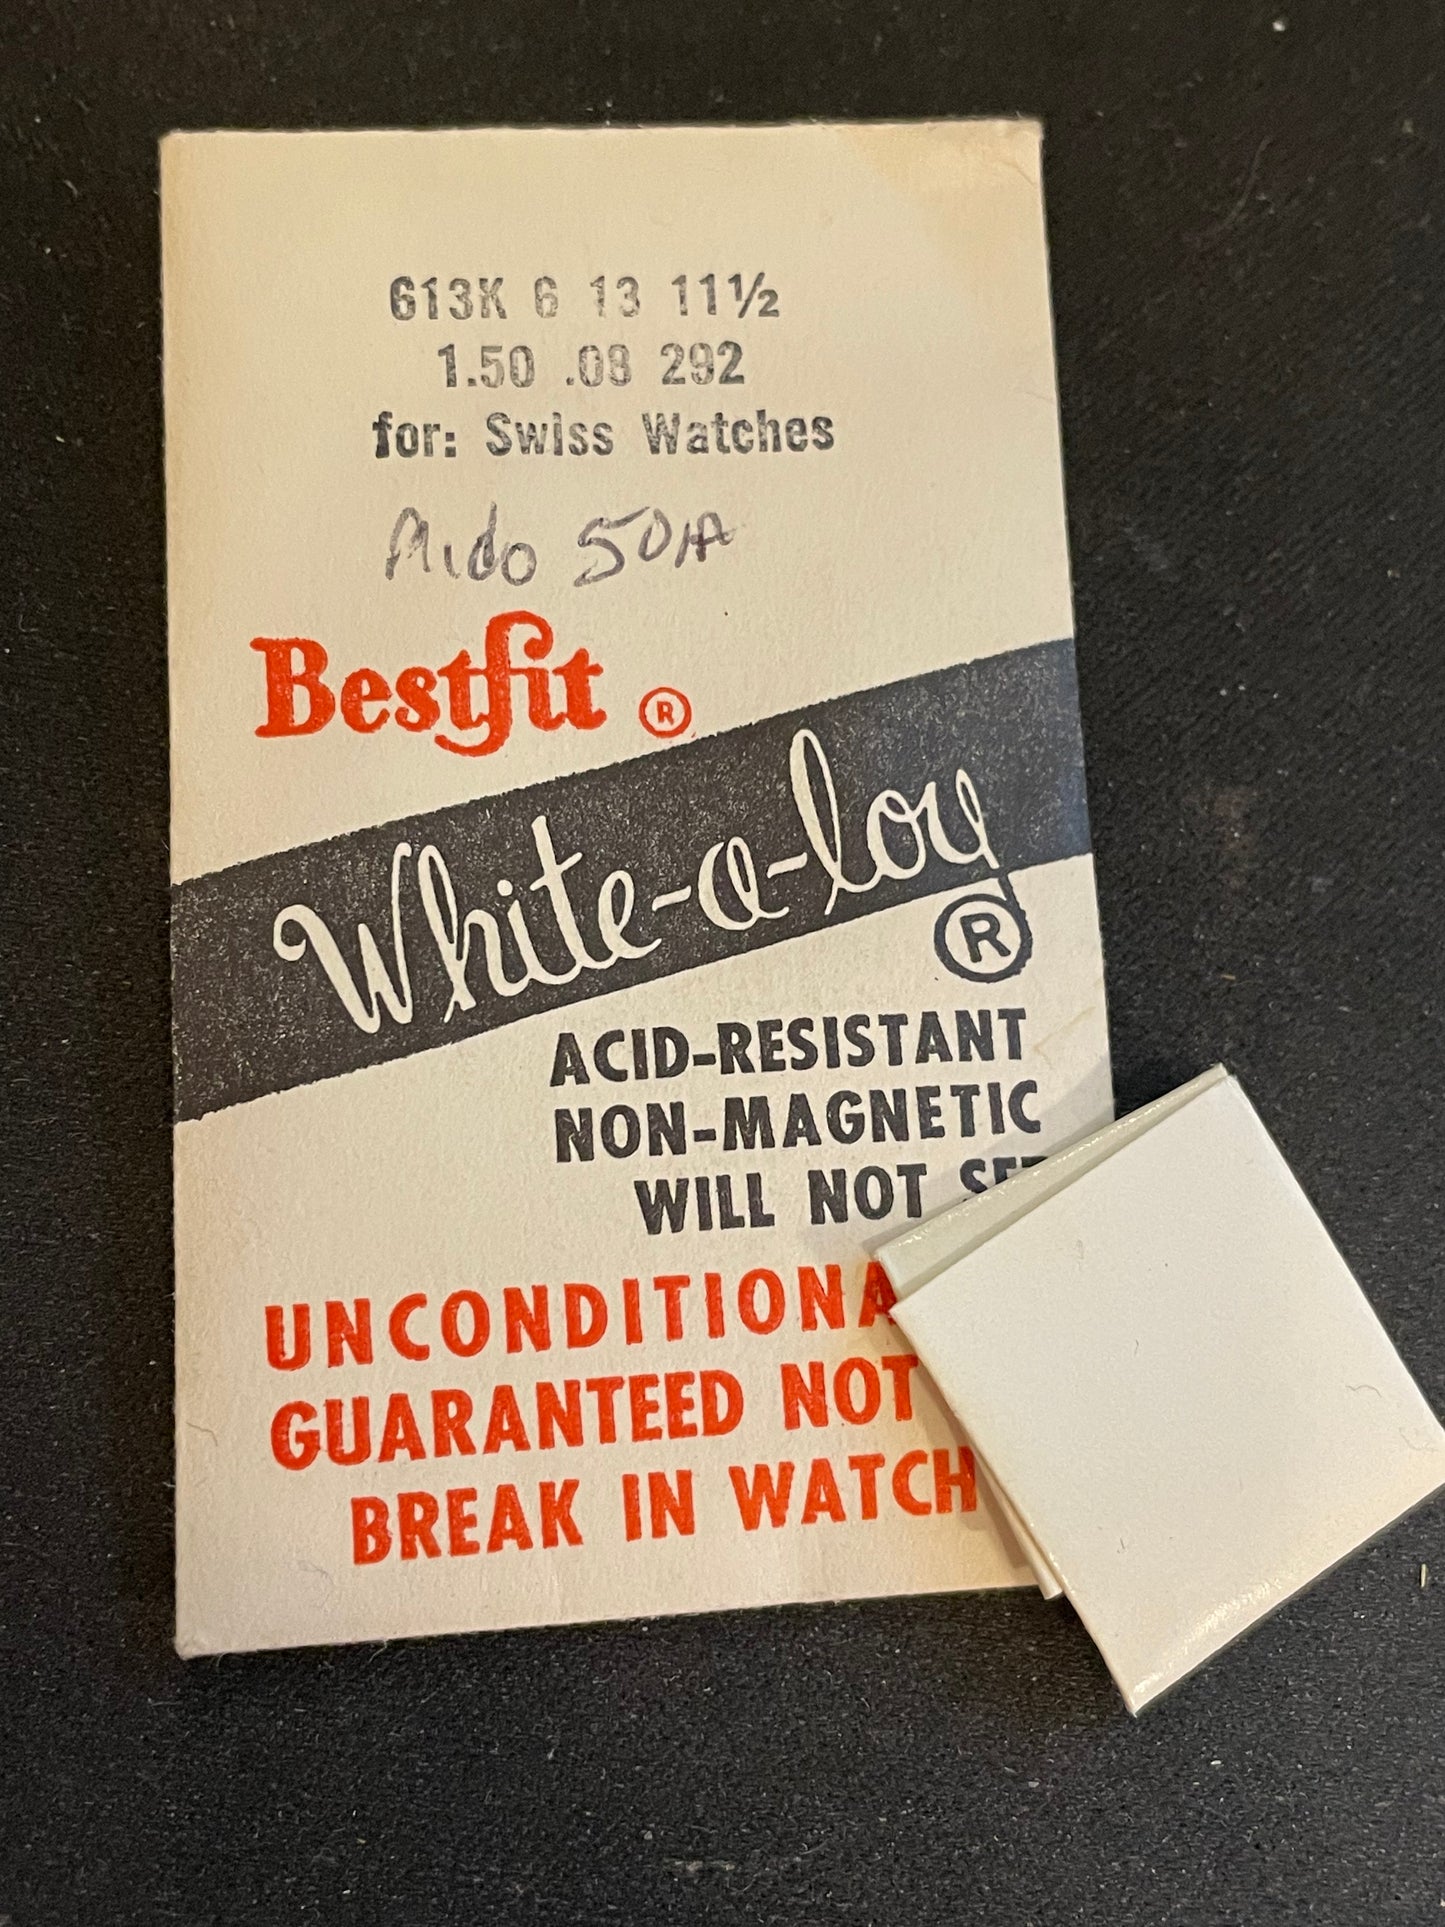 613K 6 13 11½
1.50 .08 292
for: Swiss Watches
Mido 50A
Bestfit ®
White-a-loy
®
ACID-RESISTANT
NON-MAGNETIC
WILL NOT
UNCONDITIONA
GUARANTEED NOT
BREAK IN WATCH